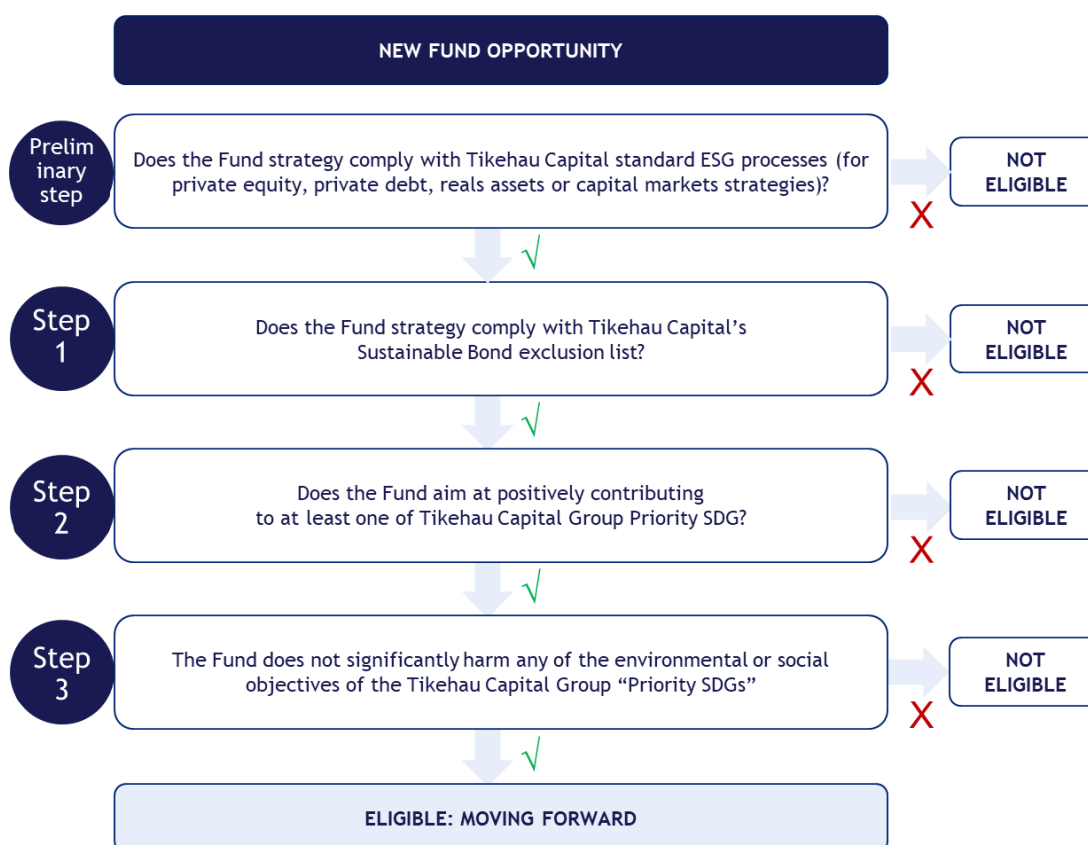 NEW FUND OPPORTUNITY
Prelim
inary
step
Does the Fund strategy comply with Tikehau Capital standard ESG processes (for
private equity, private debt, reals assets or capital markets strategies)?
NOT
ELIGIBLE
X
√
Step
1
Does the Fund strategy comply with Tikehau Capital’s
Sustainable Bond exclusion list?
NOT
ELIGIBLE
X
√
Step
2
Does the Fund aim at positively contributing
to at least one of Tikehau Capital Group Priority SDG?
NOT
ELIGIBLE
X
√
Step
3
The Fund does not significantly harm any of the environmental or social
objectives of the Tikehau Capital Group “Priority SDGs”
NOT
ELIGIBLE
X
√
ELIGIBLE: MOVING FORWARD